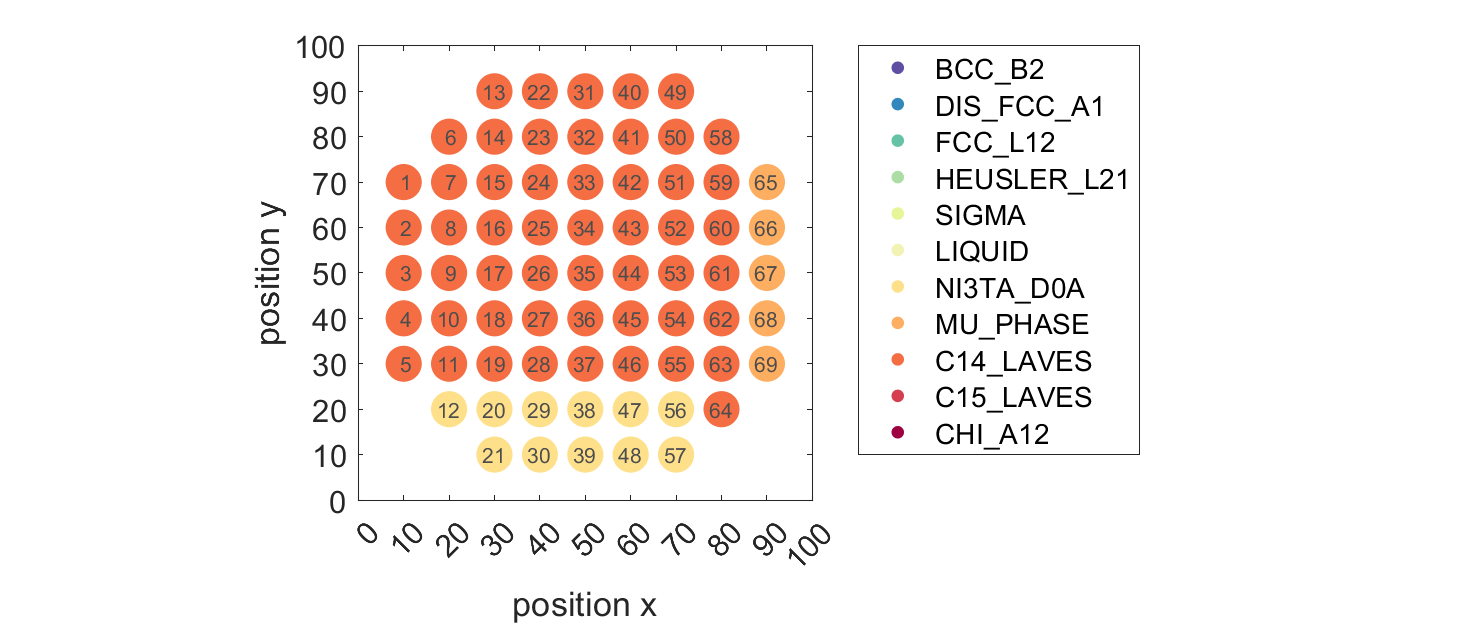 100
90
80
70
60
50
40
30
20
10
0
position y
13 22 31 40 49
6 14 23 32 41 50 58
1 7 15 24 33 42 51 59 65
2 8 16 25 34 43 52 60 66
3 9 17 26 35 44 53 61 67
4 10 18 27 36 45 54 62 68
5 11 19 28 37 46 55 63 69
12 20 29 38 47 56 64
21 30 39 48 57
0 10 20 30 40 50 60 70 80 90 100
position x
BCC_B2
DIS_FCC_A1
FCC_L12
HEUSLER_L21
SIGMA
LIQUID
NI3TA_D0A
MU_PHASE
C14_LAVES
C15_LAVES
CHI_A12